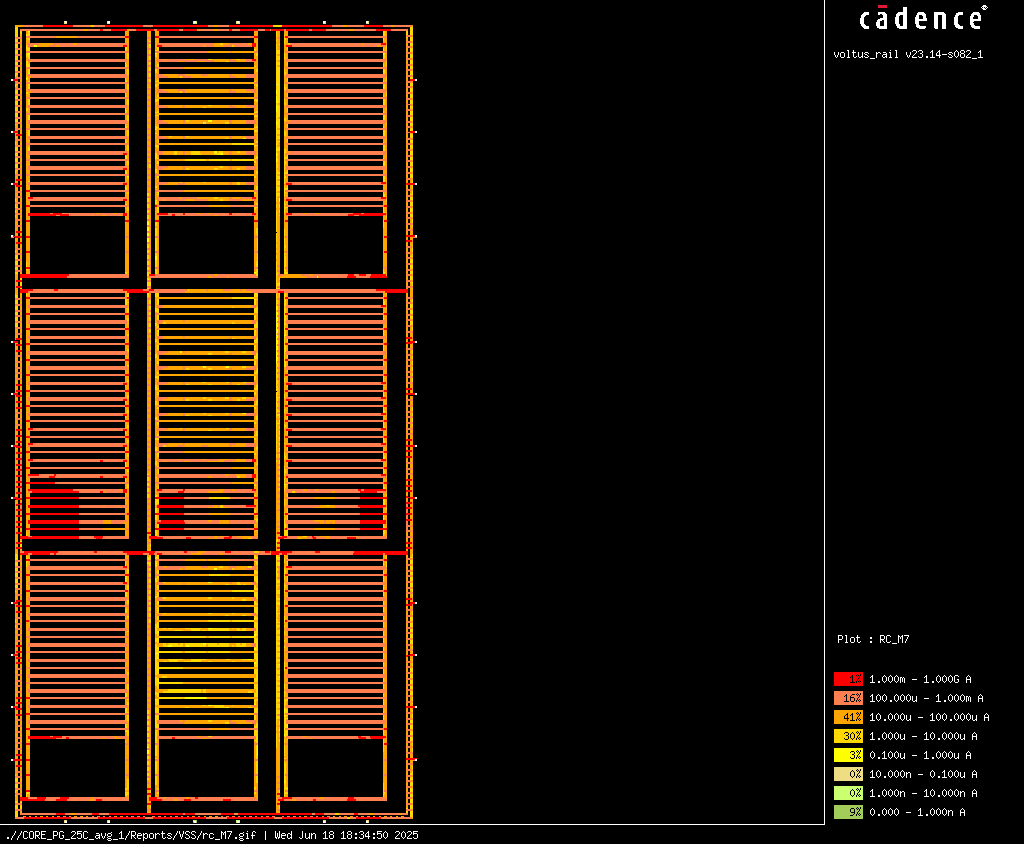 cādence®
voltus_rail v23.14-s082_1
Plot : RC_M7
1% 1.000m - 1.000G A
16% 100.000u - 1.000m A
41% 10.000u - 100.000u A
30% 1.000u - 10.000u A
3% 0.100u - 1.000u A
0% 10.000n - 0.100u A
0% 1.000n - 10.000n A
9% 0.000 - 1.000n A
.//CORE_PG_25C_avg_1/Reports/VSS/rc_M7.gif | Wed Jun 18 18:34:50 2025